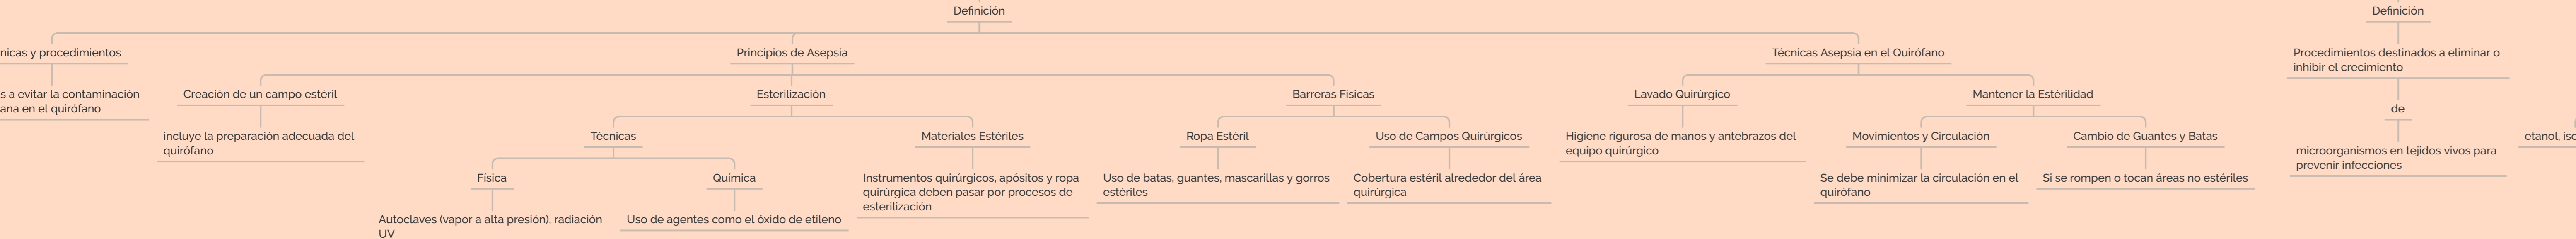 Definición
Definición
nicas y procedimientos
Principios de Asepsia
Técnicas Asepsia en el Quirófano
Procedimientos destinados a eliminar o
inhibir el crecimiento
s a evitar la contaminación
ana en el quirófano
Creación de un campo estéril
Esterilización
Barreras Físicas
Lavado Quirúrgico
Mantener la Estérilidad
de
incluye la preparación adecuada del
quirófano
Técnicas
Materiales Estériles
Ropa Estéril
Uso de Campos Quirúrgicos
Higiene rigurosa de manos y antebrazos del
equipo quirúrgico
Movimientos y Circulación
Cambio de Guantes y Batas
microorganismos en tejidos vivos para
prevenir infecciones
etanol, iso
Física
Química
Instrumentos quirúrgicos, apósitos y ropa
quirúrgica deben pasar por procesos de
esterilización
Uso de batas, guantes, mascarillas y gorros
estériles
Cobertura estéril alrededor del área
quirúrgica
Se debe minimizar la circulación en el
quirófano
Si se rompen o tocan áreas no estériles
Autoclaves (vapor a alta presión), radiación
UV
Uso de agentes como el óxido de etileno